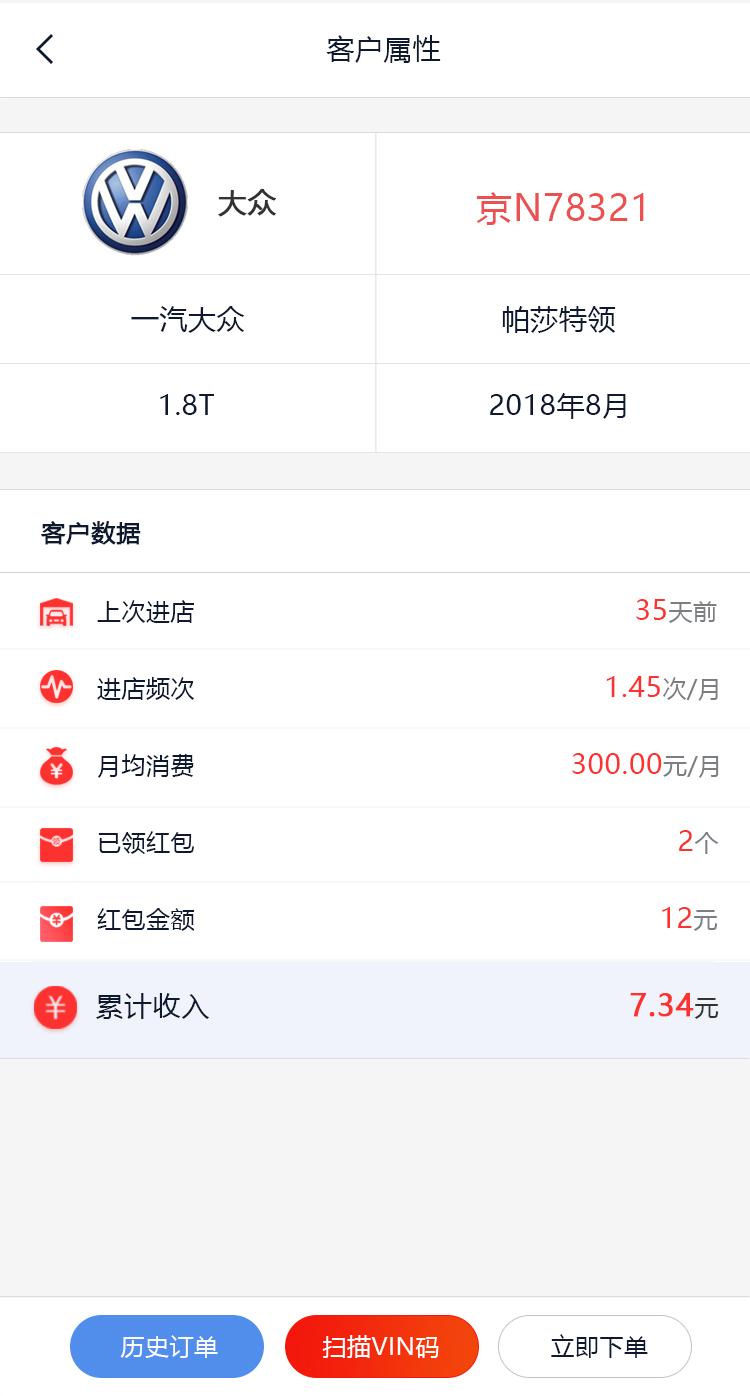 客户属性
大众
京N78321
一汽大众
帕莎特领
1.8T
2018年8月
客户数据
上次进店 35天前
进店频次 1.45次/月
月均消费 300.00元/月
已领红包 2个
红包金额 12元
累计收入 7.34元
历史订单 扫描VIN码 立即下单